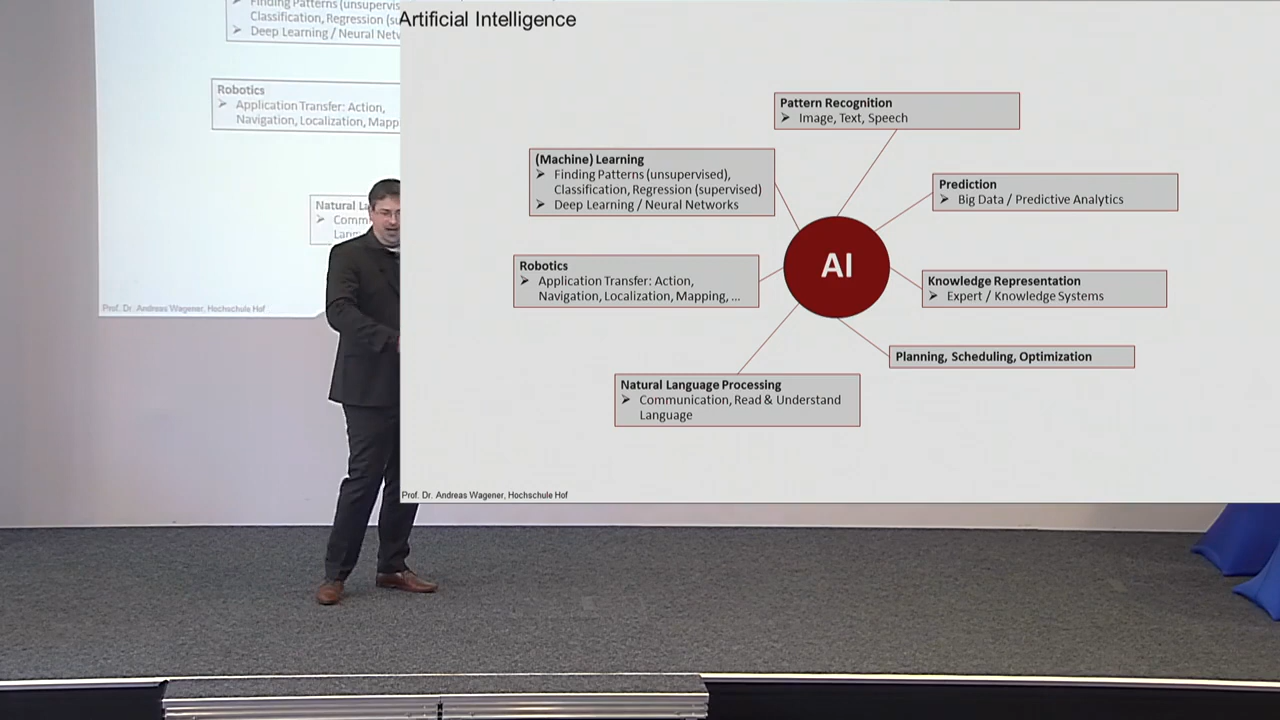 Finding Patterns (unsupervis
Classification, Regression (su
Deep Learning / Neural Netw
Robotics
Application Transfer: Action,
Navigation, Localization, Mapp
Natural La
Comm
Lang
Prof. Dr. Andreas Wagener, Hochschule Hof
Artificial Intelligence
Pattern Recognition
➢ Image, Text, Speech
(Machine) Learning
➢ Finding Patterns (unsupervised),
Classification, Regression (supervised)
➢ Deep Learning / Neural Networks
Prediction
➢ Big Data / Predictive Analytics
AI
Robotics
➢ Application Transfer: Action,
Navigation, Localization, Mapping, ...
Knowledge Representation
➢ Expert / Knowledge Systems
Planning, Scheduling, Optimization
Natural Language Processing
➢ Communication, Read & Understand
Language
Prof. Dr. Andreas Wagener, Hochschule Hof